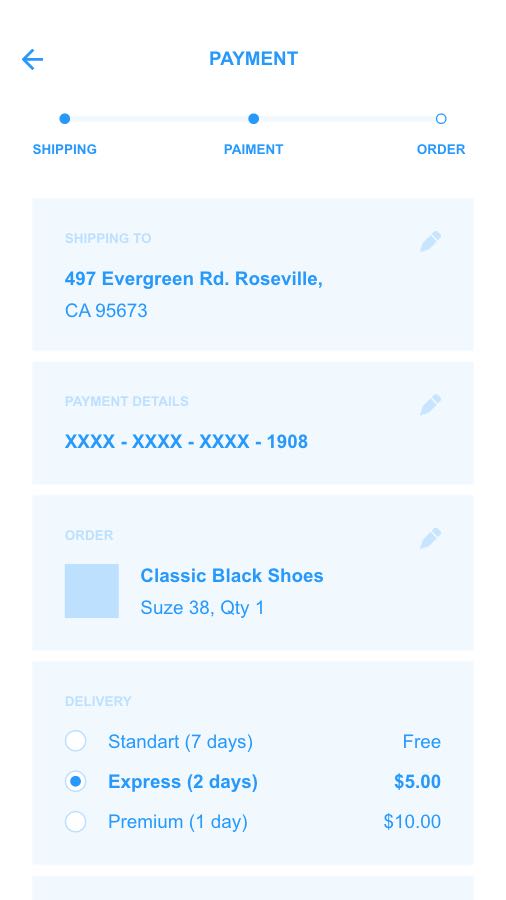 PAYMENT
SHIPPING PAIMENT ORDER
SHIPPING TO
497 Evergreen Rd. Roseville,
CA 95673
PAYMENT DETAILS
XXXX - XXXX - XXXX - 1908
ORDER
Classic Black Shoes
Suze 38, Qty 1
DELIVERY
Standart (7 days) Free
Express (2 days) $5.00
Premium (1 day) $10.00